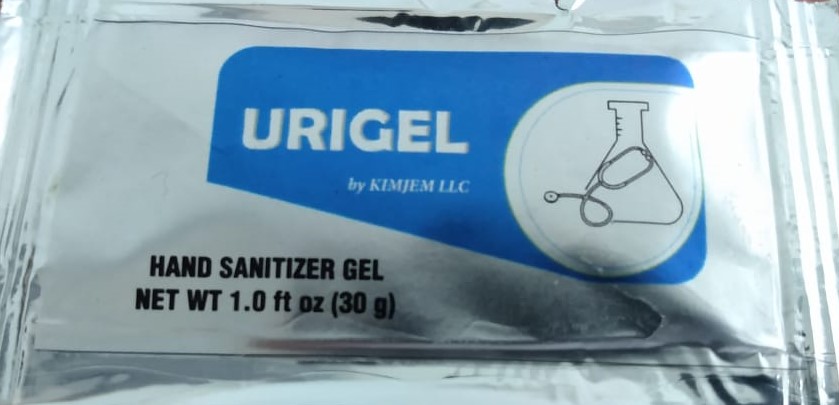 URIGEL
by KIMJEM LLC
HAND SANITIZER GEL
NET WT 1.0 ft oz (30 g)